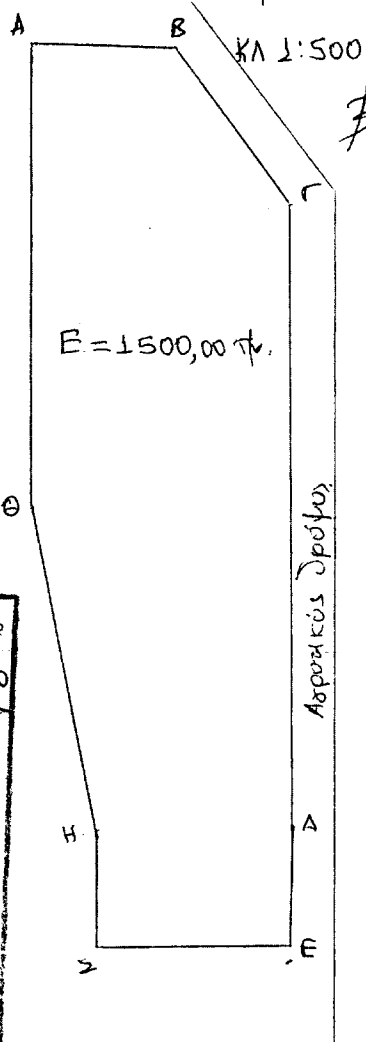 Α
Β
ΚΛ 1:500
Γ
Ε=1500,00 τμ.
Θ
Αγροτικός δρόμος
Η
Δ
Ζ
Ε